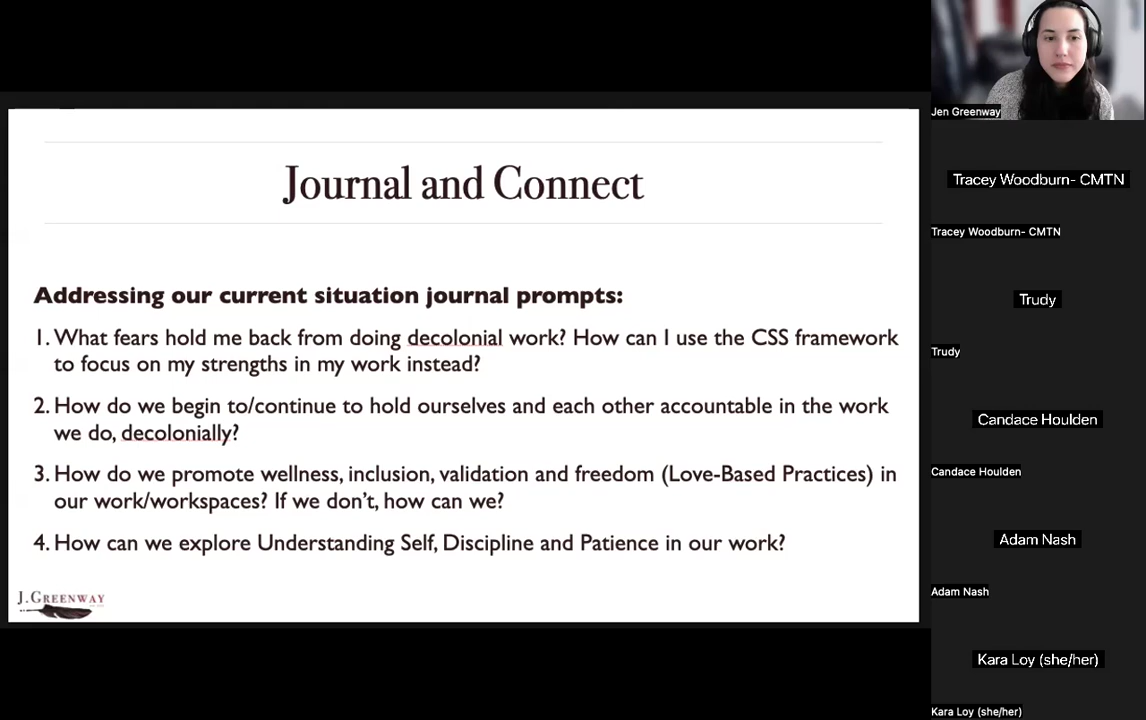 Journal and Connect
Addressing our current situation journal prompts:
1. What fears hold me back from doing decolonial work? How can I use the CSS framework
to focus on my strengths in my work instead?
2. How do we begin to/continue to hold ourselves and each other accountable in the work
we do, decolonially?
3. How do we promote wellness, inclusion, validation and freedom (Love-Based Practices) in
our work/workspaces? If we don't, how can we?
4. How can we explore Understanding Self, Discipline and Patience in our work?
J.GREENWAY
Jen Greenway
Tracey Woodburn- CMTN
Tracey Woodburn- CMTN
Trudy
Trudy
Candace Houlden
Candace Houlden
Adam Nash
Adam Nash
Kara Loy (she/her)
Kara Loy (she/her)